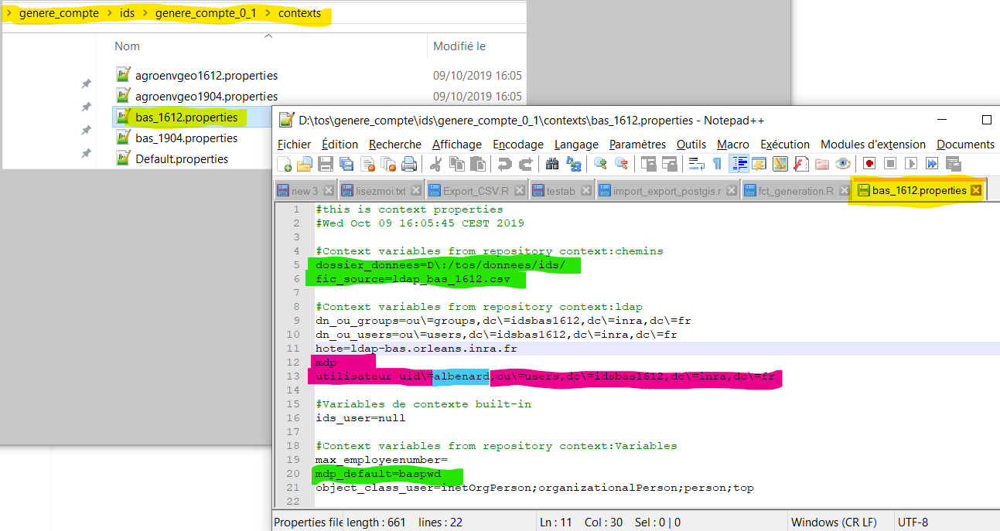 genere_compte > ids > genere_compte_0_1 > contexts
Nom Modifié le
agroenvgeo1612.properties 09/10/2019 16:05
agroenvgeo1904.properties 09/10/2019 16:05
bas_1612.properties
bas_1904.properties
Default.properties
D:\tos\genere_compte\ids\genere_compte_0_1\contexts\bas_1612.properties - Notepad++
Fichier Édition Recherche Affichage Encodage Langage Paramètres Outils Macro Exécution Modules d'extension Documents
new 3 lisezmoi.txt Export_CSV.R testab import_export_postgis.r fct_generation.R bas_1612.properties
1 #this is context properties
2 #Wed Oct 09 16:05:45 CEST 2019
3
4 #Context variables from repository context:chemins
5 dossier_donnees=D\:/tos/donnees/ids/
6 fic_source=ldap_bas_1612.csv
7
8 #Context variables from repository context:ldap
9 dn_ou_groups=ou\=groups,dc\=idsbas1612,dc\=inra,dc\=fr
10 dn_ou_users=ou\=users,dc\=idsbas1612,dc\=inra,dc\=fr
11 hote=ldap-bas.orleans.inra.fr
12 mdp=
13 utilisateur=uid\=albenard,ou\=users,dc\=idsbas1612,dc\=inra,dc\=fr
14
15 #Variables de contexte built-in
16 ids_user=null
17
18 #Context variables from repository context:Variables
19 max_employeenumber=
20 mdp_default=baspwd
21 object_class_user=inetOrgPerson;organizationalPerson;person;top
22
Properties file length : 661 lines : 22 Ln : 11 Col : 30 Sel : 0 | 0 Windows (CR LF) UTF-8